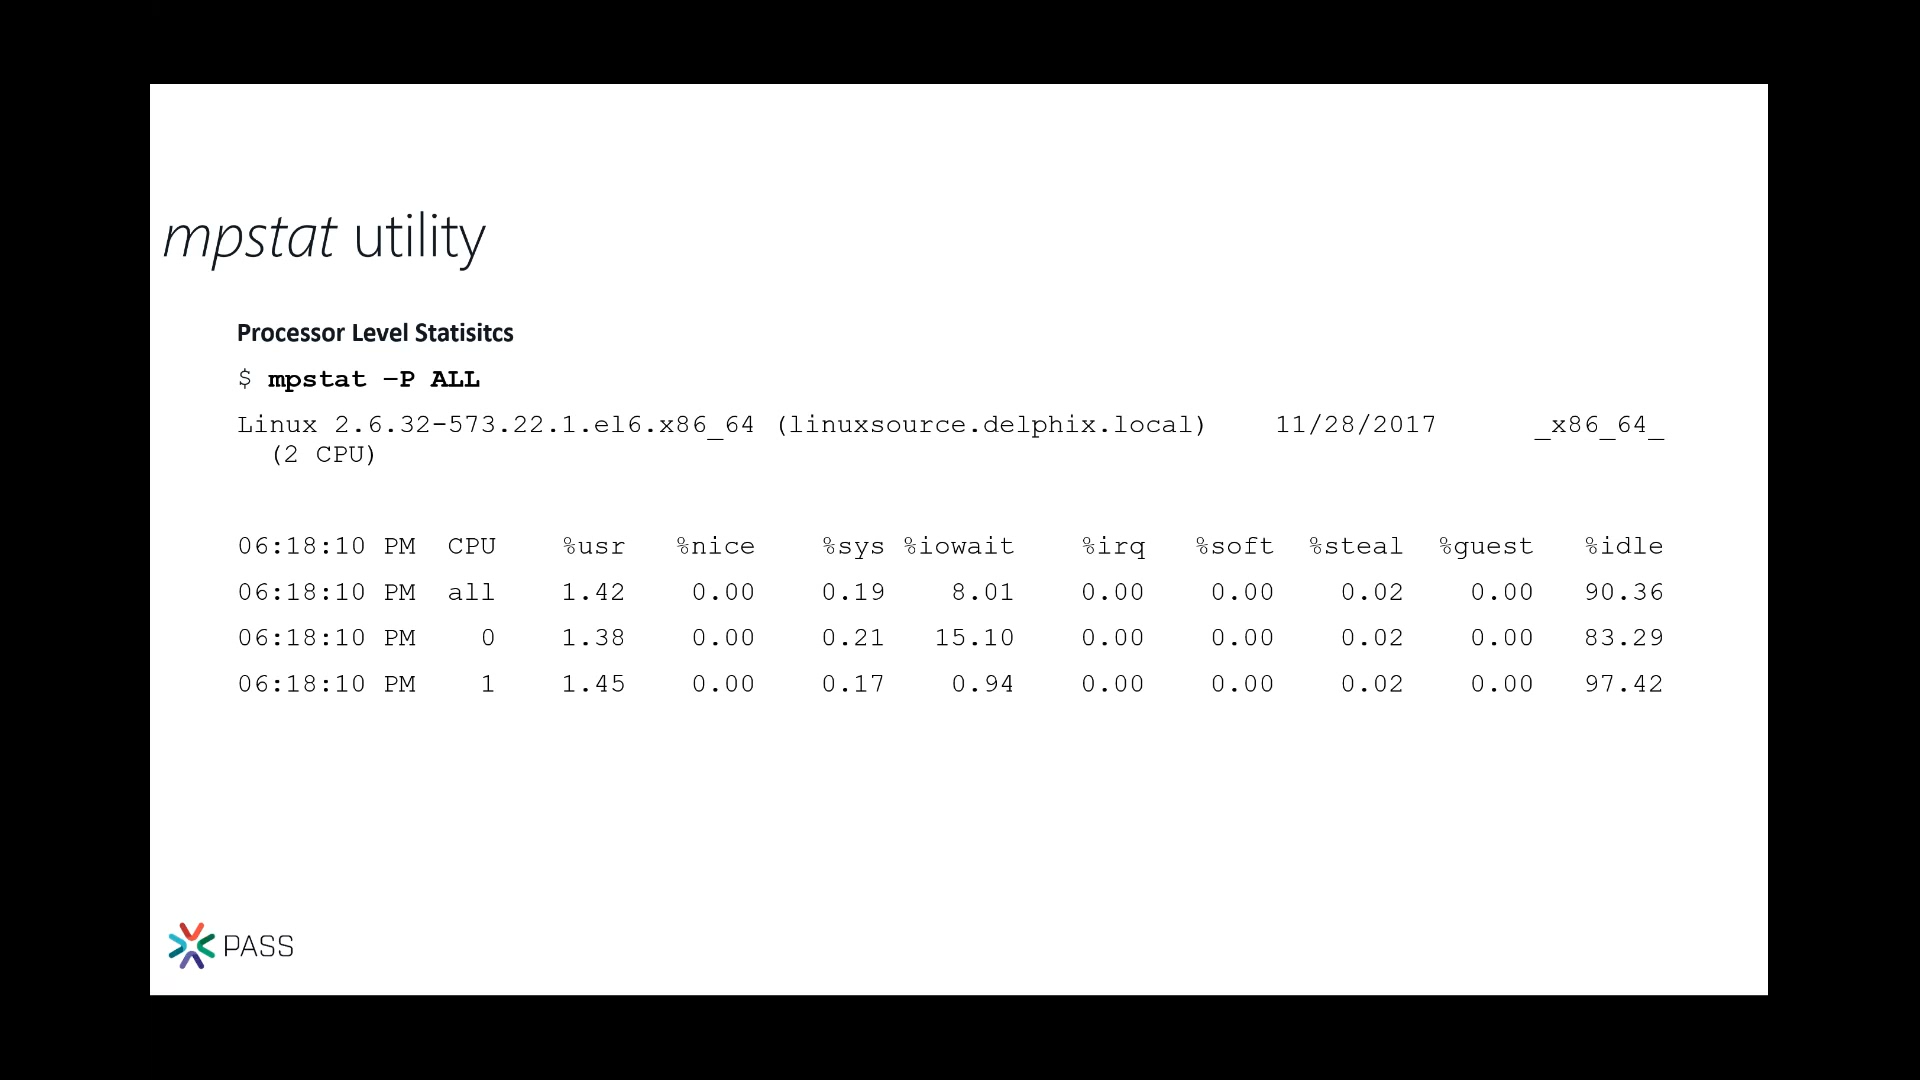 mpstat utility
Processor Level Statisitcs
$ mpstat –P ALL
Linux 2.6.32-573.22.1.el6.x86_64 (linuxsource.delphix.local) 11/28/2017 _x86_64_
(2 CPU)
06:18:10 PM CPU %usr %nice %sys %iowait %irq %soft %steal %guest %idle
06:18:10 PM all 1.42 0.00 0.19 8.01 0.00 0.00 0.02 0.00 90.36
06:18:10 PM 0 1.38 0.00 0.21 15.10 0.00 0.00 0.02 0.00 83.29
06:18:10 PM 1 1.45 0.00 0.17 0.94 0.00 0.00 0.02 0.00 97.42
PASS